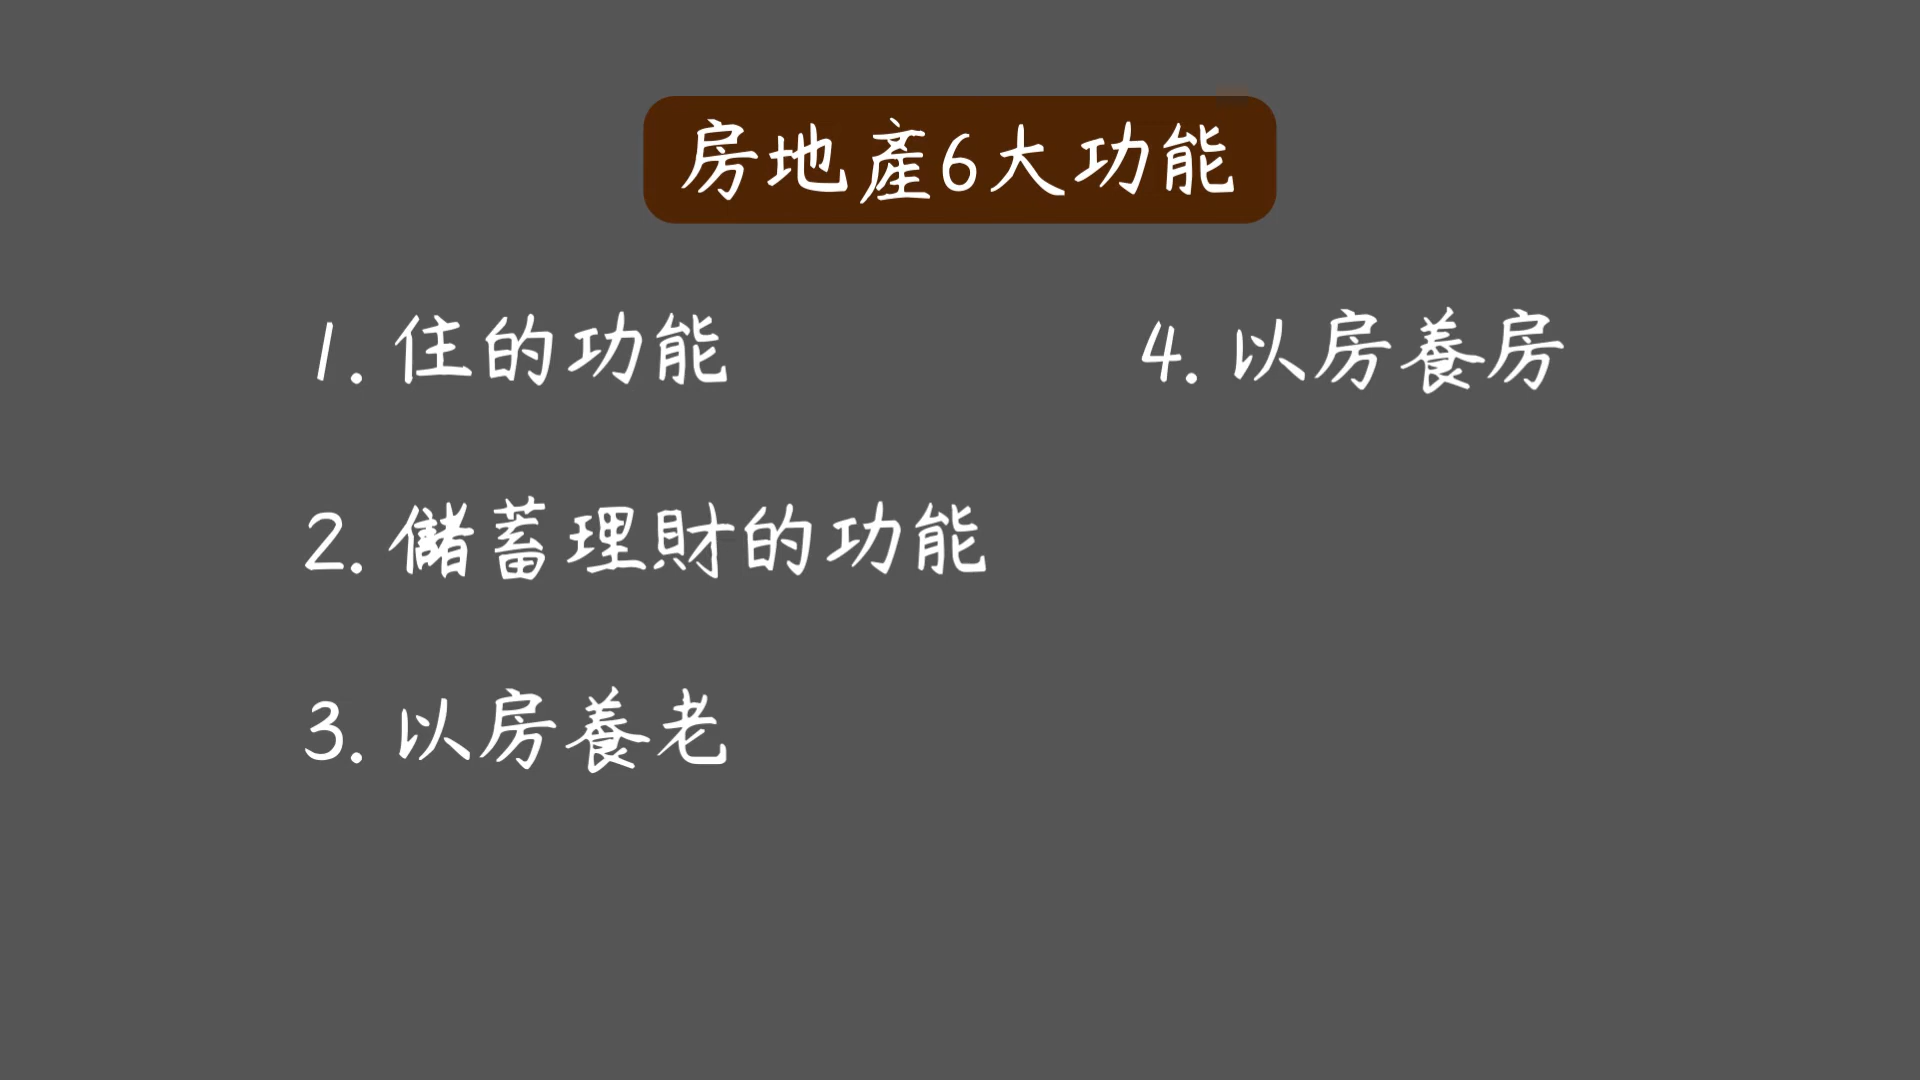 房地產6大功能
1. 住的功能
2. 儲蓄理財的功能
3. 以房養老
4. 以房養房